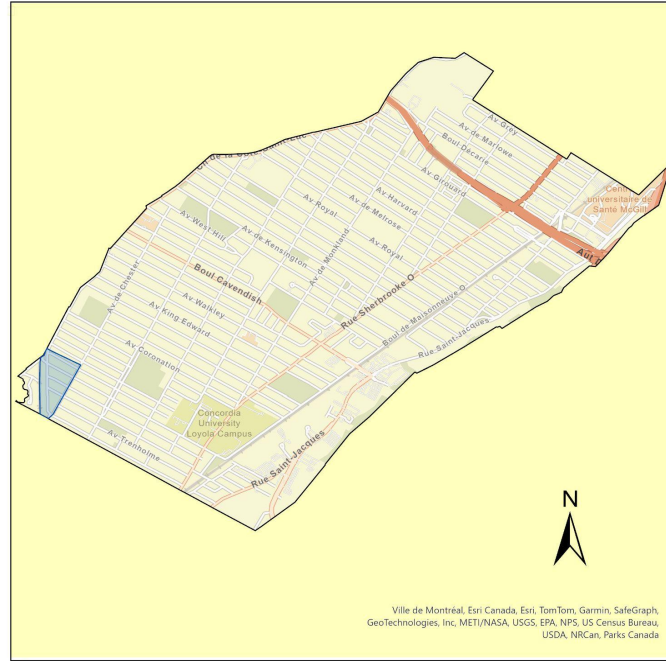 Av Grey
Av de Marlowe
Boul Décarie
Av Girouard
Centre
universitaire de
Santé McGill
Av Harvard
Av de Melrose
Av Royal
Av Royal
Av West Hill
Av de Kensington
Av de Monkland
Aut
Boul Cavendish
Rue Sherbrooke O
Boul de Maisonneuve O
Rue Saint-Jacques
Av de Chester
Av Walkley
Av King Edward
Av Coronation
Concordia
University
Loyola Campus
Av Trenholme
Rue Saint-Jacques
N
Ville de Montréal, Esri Canada, Esri, TomTom, Garmin, SafeGraph,
GeoTechnologies, Inc, METI/NASA, USGS, EPA, NPS, US Census Bureau,
USDA, NRCan, Parks Canada